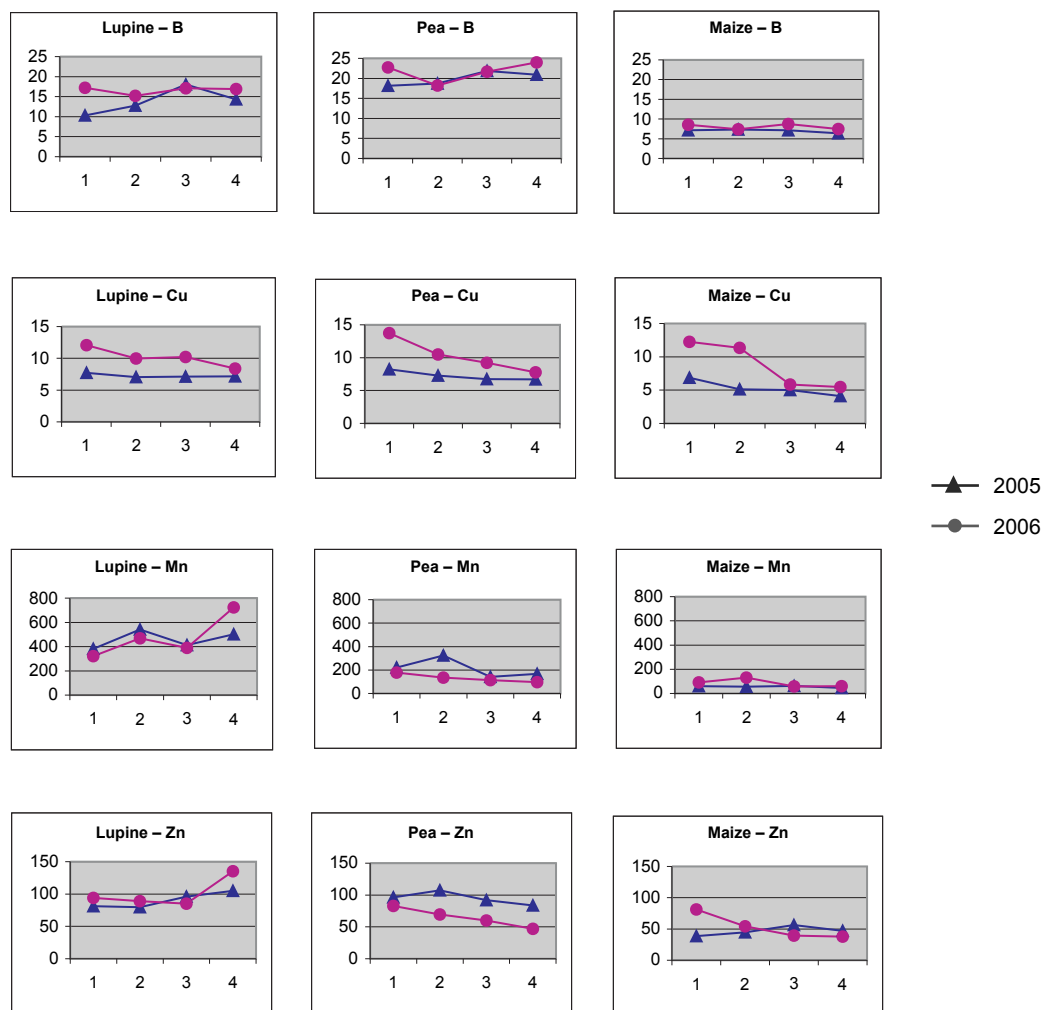 Lupine – B
25
20
15
10
5
0
1 2 3 4
Pea – B
25
20
15
10
5
0
1 2 3 4
Maize – B
25
20
15
10
5
0
1 2 3 4
Lupine – Cu
15
10
5
0
1 2 3 4
Pea – Cu
15
10
5
0
1 2 3 4
Maize – Cu
15
10
5
0
1 2 3 4
2005
2006
Lupine – Mn
800
600
400
200
0
1 2 3 4
Pea – Mn
800
600
400
200
0
1 2 3 4
Maize – Mn
800
600
400
200
0
1 2 3 4
Lupine – Zn
150
100
50
0
1 2 3 4
Pea – Zn
150
100
50
0
1 2 3 4
Maize – Zn
150
100
50
0
1 2 3 4